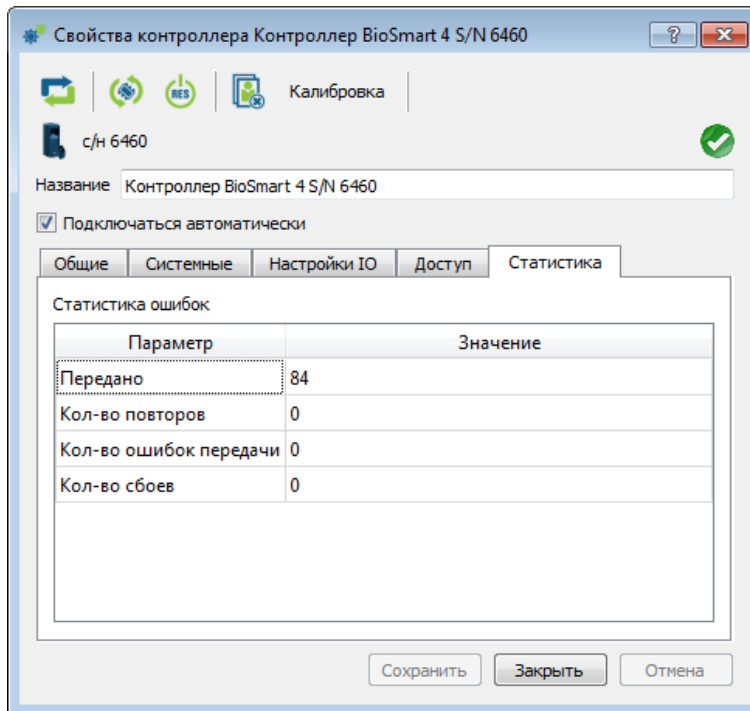 Свойства контроллера Контроллер BioSmart 4 S/N 6460
RES Калибровка
с/н 6460
Название Контроллер BioSmart 4 S/N 6460
Подключаться автоматически
Общие Системные Настройки IO Доступ Статистика
Статистика ошибок
Параметр Значение
Передано 84
Кол-во повторов 0
Кол-во ошибок передачи 0
Кол-во сбоев 0
Сохранить Закрыть Отмена